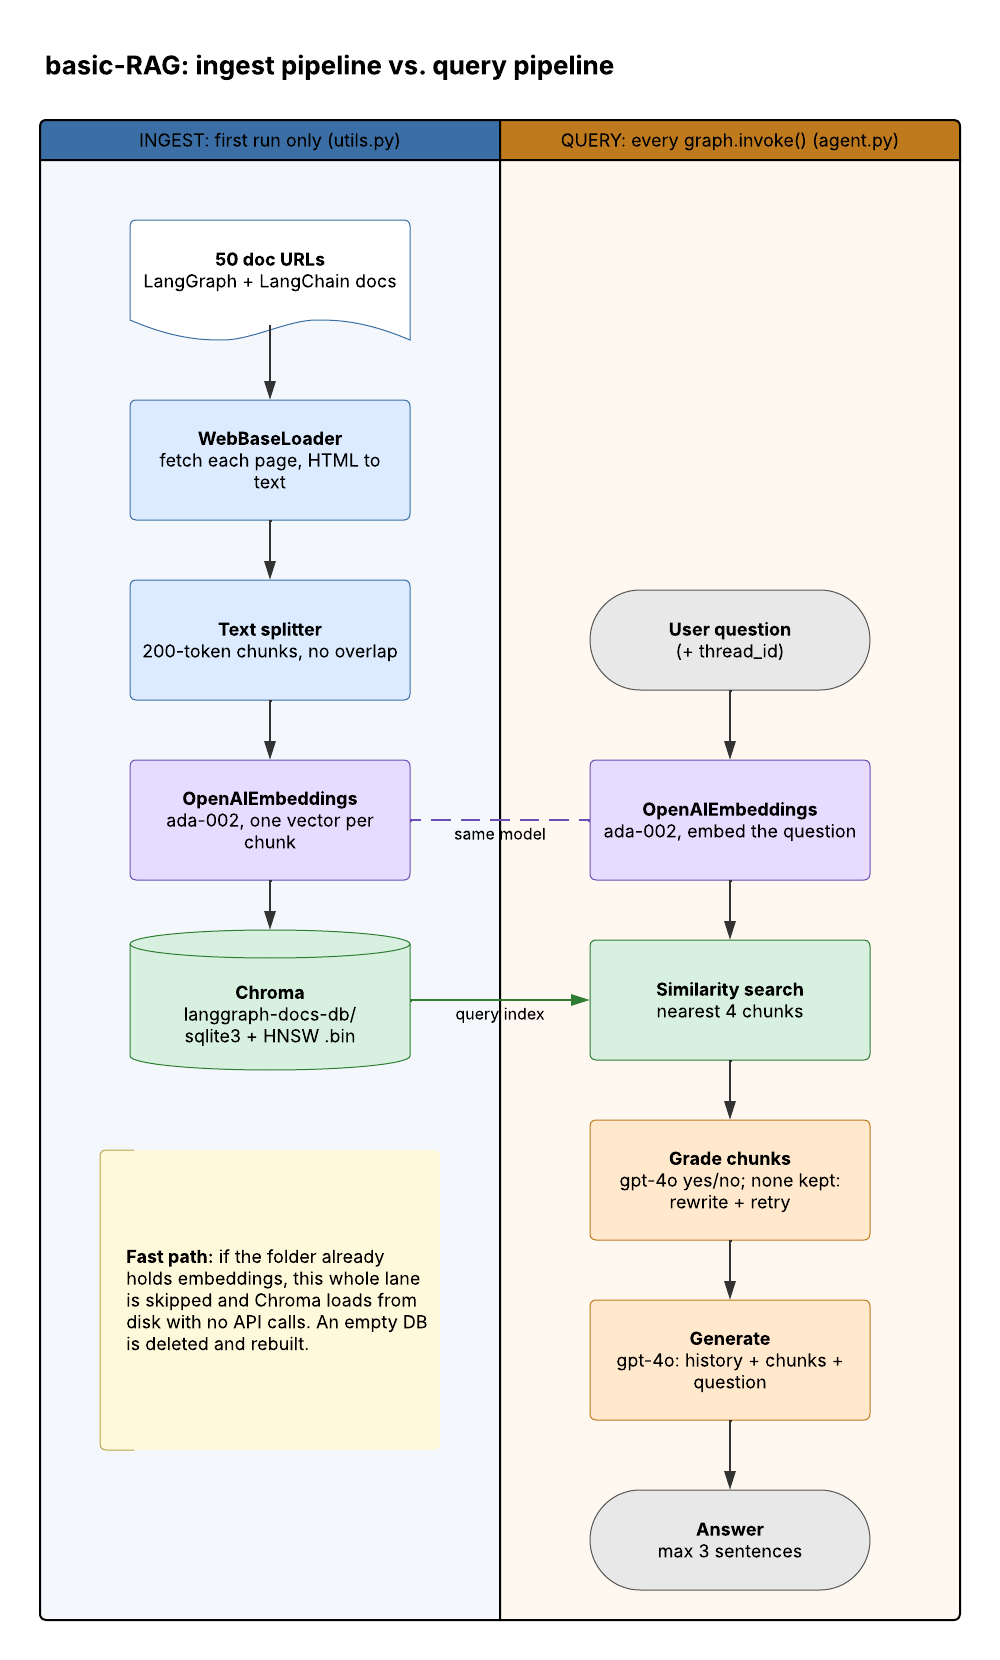 basic-RAG: ingest pipeline vs. query pipeline
INGEST: first run only (utils.py)
QUERY: every graph.invoke() (agent.py)
50 doc URLs
LangGraph + LangChain docs
WebBaseLoader
fetch each page, HTML to
text
Text splitter
200-token chunks, no overlap
OpenAIEmbeddings
ada-002, one vector per
chunk
same model
Chroma
langgraph-docs-db/
sqlite3 + HNSW .bin
query index
Fast path: if the folder already
holds embeddings, this whole lane
is skipped and Chroma loads from
disk with no API calls. An empty DB
is deleted and rebuilt.
User question
(+ thread_id)
OpenAIEmbeddings
ada-002, embed the question
Similarity search
nearest 4 chunks
Grade chunks
gpt-4o yes/no; none kept:
rewrite + retry
Generate
gpt-4o: history + chunks +
question
Answer
max 3 sentences